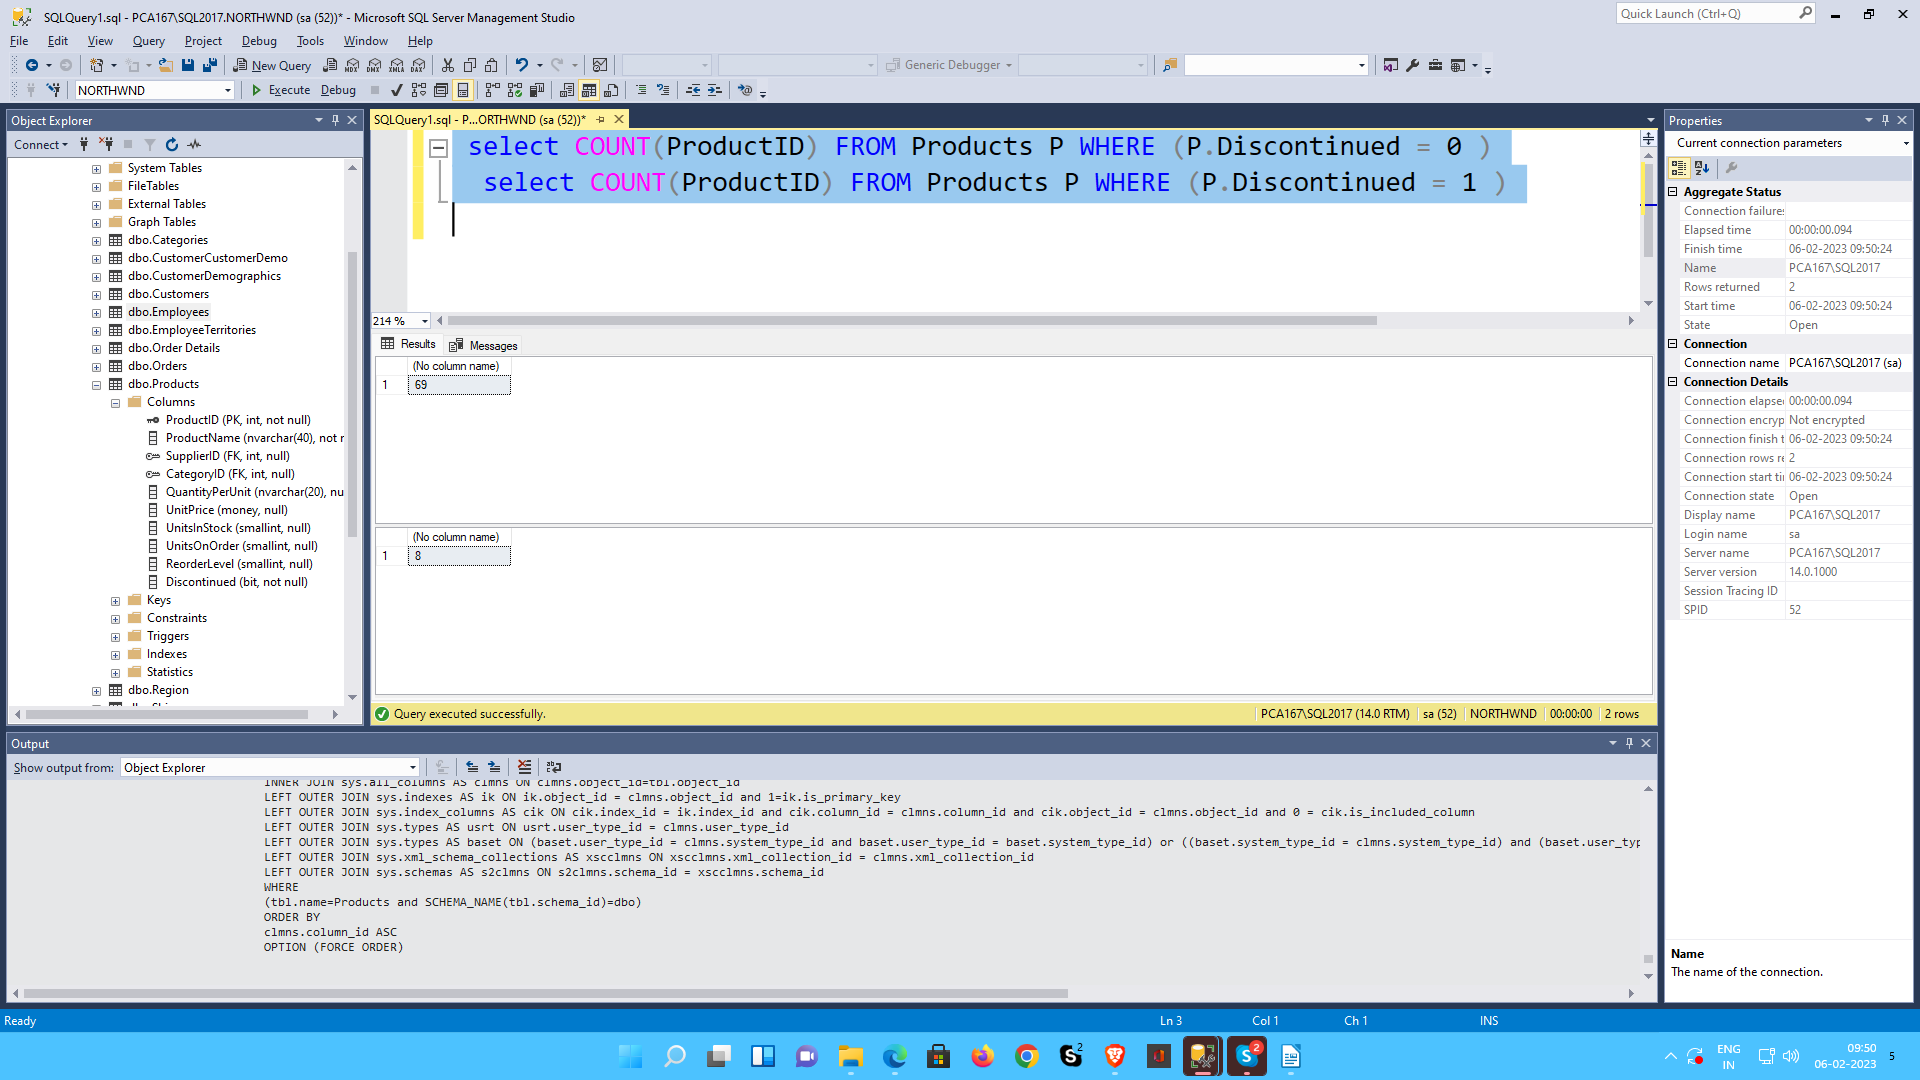 SQLQuery1.sql - PCA167\SQL2017.NORTHWND (sa (52))* - Microsoft SQL Server Management Studio
Quick Launch (Ctrl+Q)
File Edit View Query Project Debug Tools Window Help
New Query
MDX DMX XMLA DAX
Generic Debugger
NORTHWND
Execute Debug
Object Explorer
Connect
System Tables
FileTables
External Tables
Graph Tables
dbo.Categories
dbo.CustomerCustomerDemo
dbo.CustomerDemographics
dbo.Customers
dbo.Employees
dbo.EmployeeTerritories
dbo.Order Details
dbo.Orders
dbo.Products
Columns
ProductID (PK, int, not null)
ProductName (nvarchar(40), not r
SupplierID (FK, int, null)
CategoryID (FK, int, null)
QuantityPerUnit (nvarchar(20), nu
UnitPrice (money, null)
UnitsInStock (smallint, null)
UnitsOnOrder (smallint, null)
ReorderLevel (smallint, null)
Discontinued (bit, not null)
Keys
Constraints
Triggers
Indexes
Statistics
dbo.Region
SQLQuery1.sql - P...ORTHWND (sa (52))*
select COUNT(ProductID) FROM Products P WHERE (P.Discontinued = 0 )
select COUNT(ProductID) FROM Products P WHERE (P.Discontinued = 1 )
214 %
Results Messages
(No column name)
1 69
(No column name)
1 8
Query executed successfully.
PCA167\SQL2017 (14.0 RTM) sa (52) NORTHWND 00:00:00 2 rows
Properties
Current connection parameters
Aggregate Status
Connection failures
Elapsed time 00:00:00.094
Finish time 06-02-2023 09:50:24
Name PCA167\SQL2017
Rows returned 2
Start time 06-02-2023 09:50:24
State Open
Connection
Connection name PCA167\SQL2017 (sa)
Connection Details
Connection elapse 00:00:00.094
Connection encryp Not encrypted
Connection finish t 06-02-2023 09:50:24
Connection rows re 2
Connection start ti 06-02-2023 09:50:24
Connection state Open
Display name PCA167\SQL2017
Login name sa
Server name PCA167\SQL2017
Server version 14.0.1000
Session Tracing ID
SPID 52
Name
The name of the connection.
Output
Show output from: Object Explorer
INNER JOIN sys.all_columns AS clmns ON clmns.object_id=tbl.object_id
LEFT OUTER JOIN sys.indexes AS ik ON ik.object_id = clmns.object_id and 1=ik.is_primary_key
LEFT OUTER JOIN sys.index_columns AS cik ON cik.index_id = ik.index_id and cik.column_id = clmns.column_id and cik.object_id = clmns.object_id and 0 = cik.is_included_column
LEFT OUTER JOIN sys.types AS usrt ON usrt.user_type_id = clmns.user_type_id
LEFT OUTER JOIN sys.types AS baset ON (baset.user_type_id = clmns.system_type_id and baset.user_type_id = baset.system_type_id) or ((baset.system_type_id = clmns.system_type_id) and (baset.user_typ
LEFT OUTER JOIN sys.xml_schema_collections AS xscclmns ON xscclmns.xml_collection_id = clmns.xml_collection_id
LEFT OUTER JOIN sys.schemas AS s2clmns ON s2clmns.schema_id = xscclmns.schema_id
WHERE
(tbl.name=Products and SCHEMA_NAME(tbl.schema_id)=dbo)
ORDER BY
clmns.column_id ASC
OPTION (FORCE ORDER)
Ready Ln 3 Col 1 Ch 1 INS
ENG
IN
09:50
06-02-2023
5